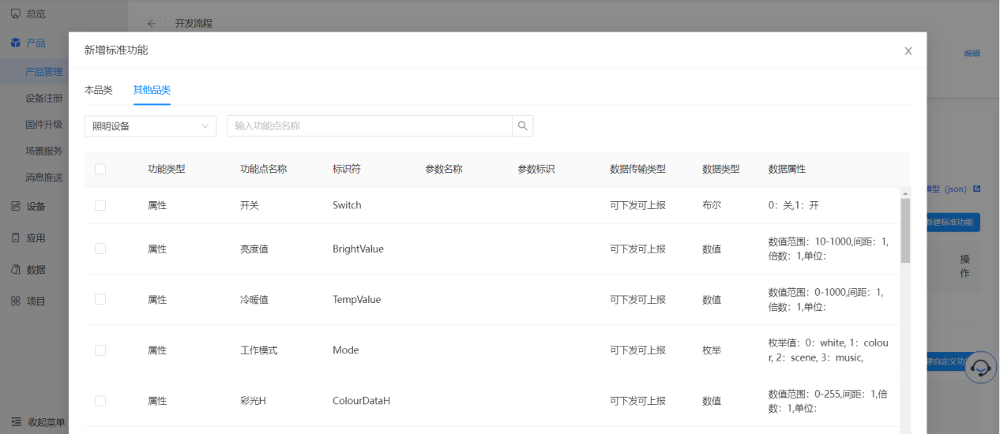 总览
开发流程
产品
编辑
新增标准功能
产品管理
本品类
其他品类
设备注册
固件升级
照明设备
输入功能点名称
场景服务
消息推送
功能类型
功能点名称
标识符
参数名称
参数标识
数据传输类型
数据类型
数据属性
型 (json)
设备
属性
开关
Switch
可下发可上报
布尔
0：关,1：开
新建标准功能
应用
属性
亮度值
BrightValue
可下发可上报
数值
数值范围：10-1000,间距：1,
倍数：1,单位：
操
作
数据
项目
属性
冷暖值
TempValue
可下发可上报
数值
数值范围：0-1000,间距：1,
倍数：1,单位：
属性
工作模式
Mode
可下发可上报
枚举
枚举值：0：white, 1：colou
r, 2：scene, 3：music,
建自定义功
属性
彩光H
ColourDataH
可下发可上报
数值
数值范围：0-255,间距：1,倍
数：1,单位：
收起菜单